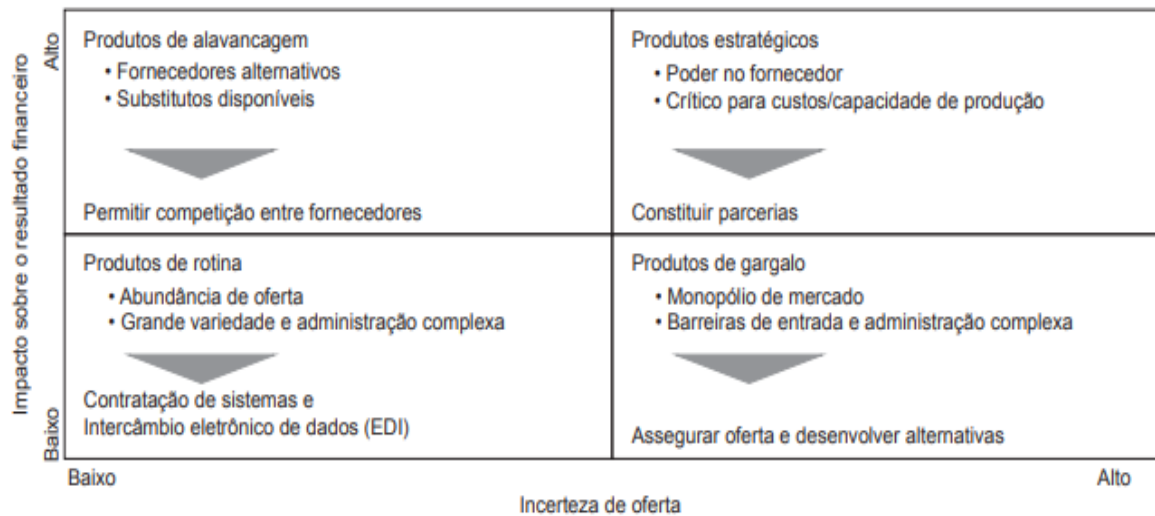 Impacto sobre o resultado financeiro
Alto
Produtos de alavancagem
• Fornecedores alternativos
• Substitutos disponíveis
Permitir competição entre fornecedores
Produtos estratégicos
• Poder no fornecedor
• Crítico para custos/capacidade de produção
Constituir parcerias
Produtos de rotina
• Abundância de oferta
• Grande variedade e administração complexa
Contratação de sistemas e
Intercâmbio eletrônico de dados (EDI)
Produtos de gargalo
• Monopólio de mercado
• Barreiras de entrada e administração complexa
Assegurar oferta e desenvolver alternativas
Baixo
Baixo
Alto
Incerteza de oferta